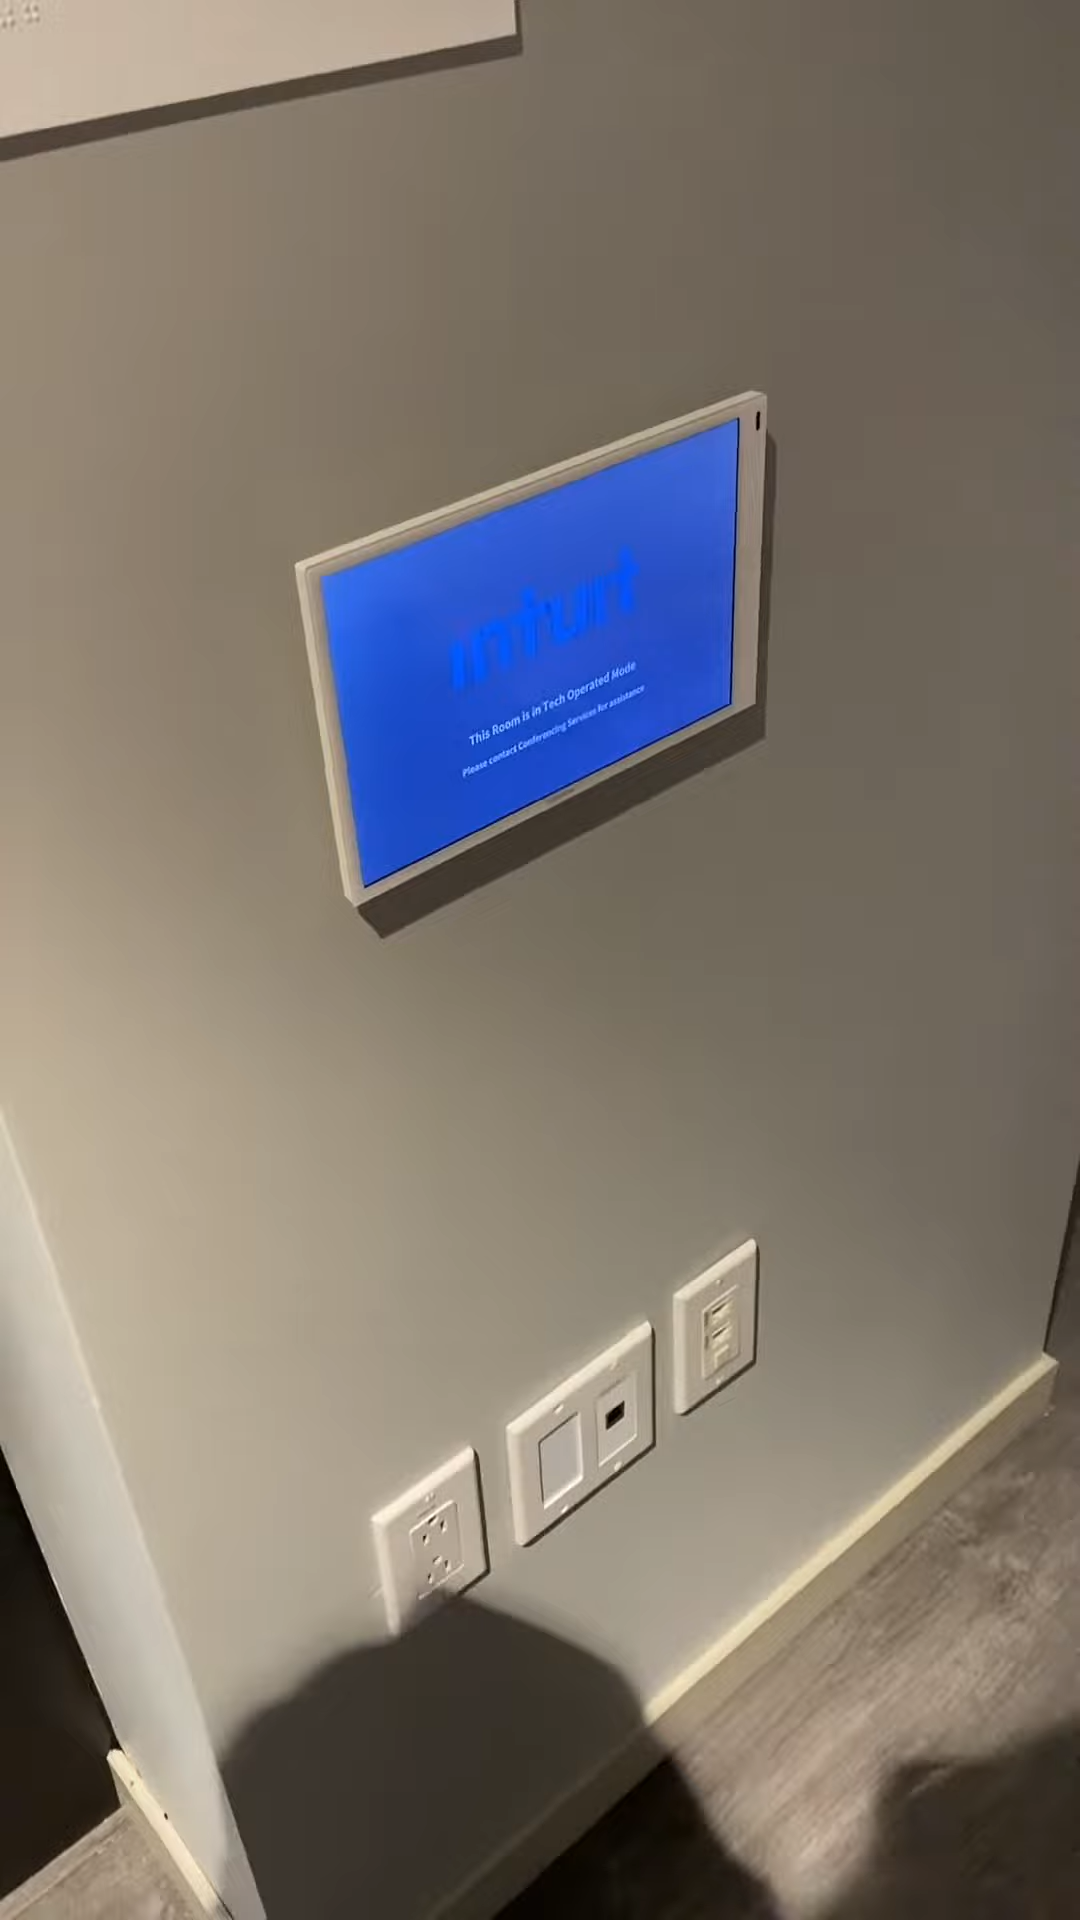 intuit
This Room is in Tech Operated Mode
Please contact Conferencing Services for assistance